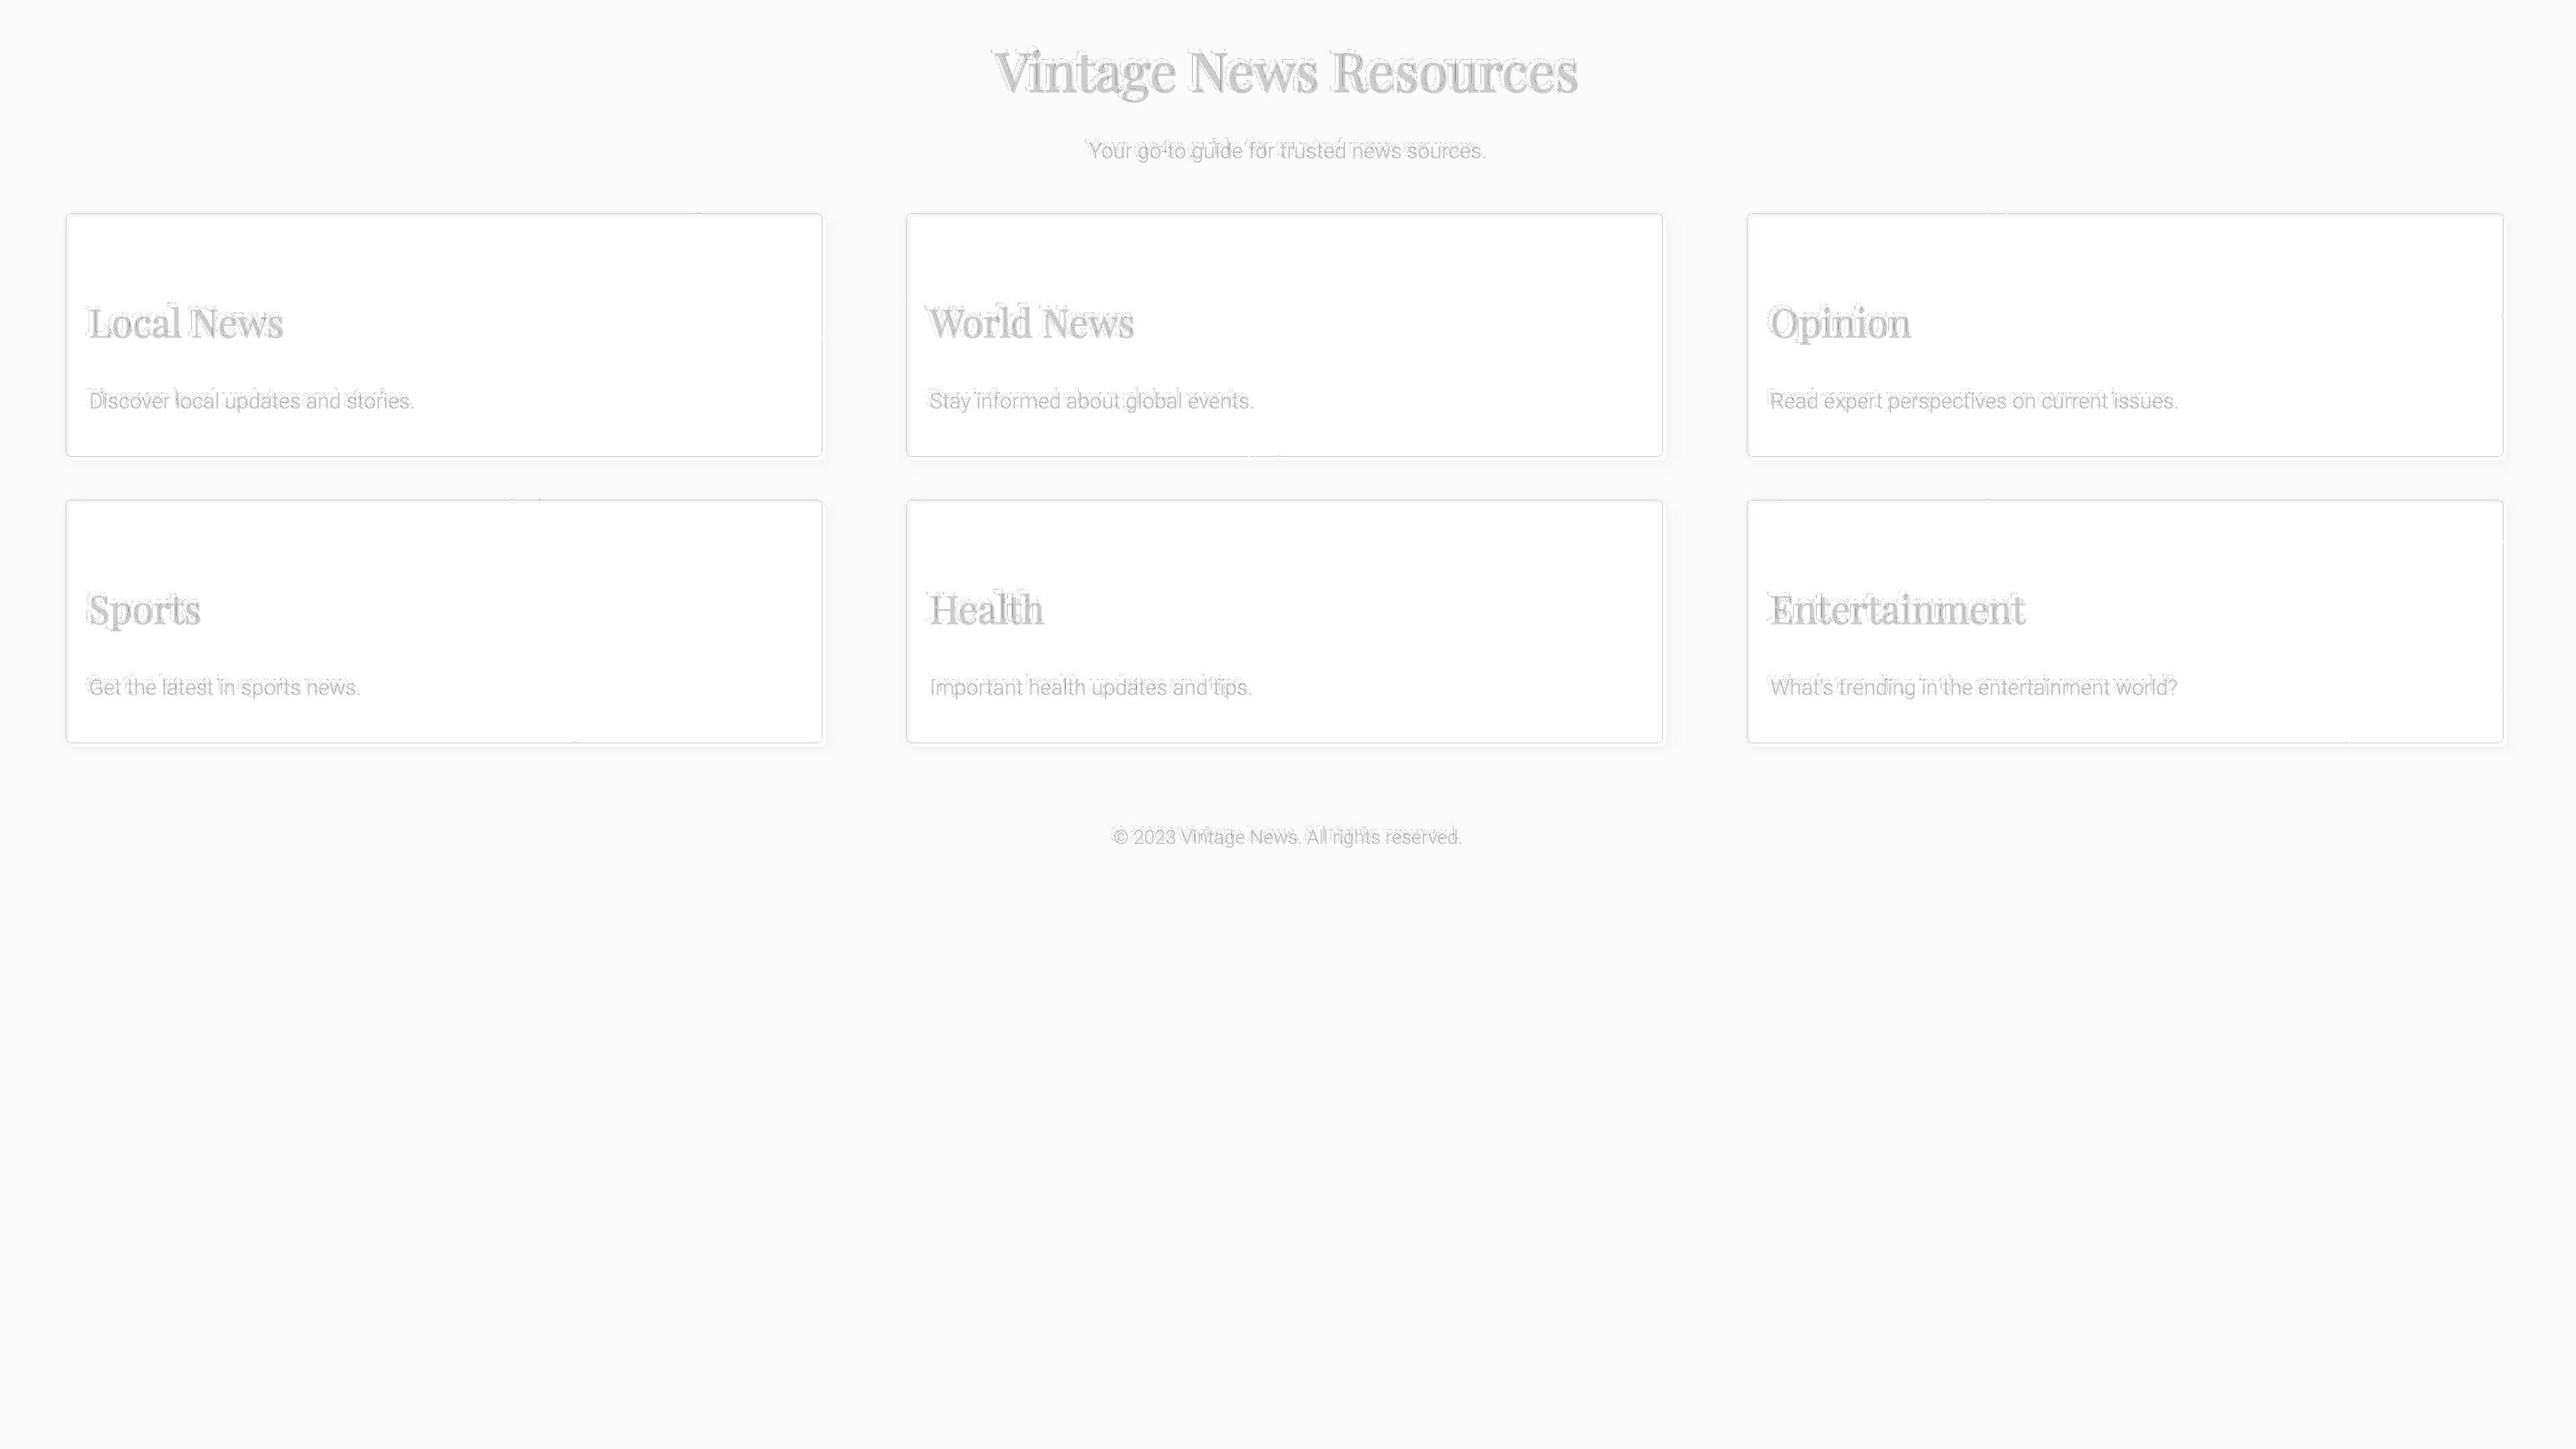 Vintage News Resources
Your go-to guide for trusted news sources.
Local News
Discover local updates and stories.
World News
Stay informed about global events.
Opinion
Read expert perspectives on current issues.
Sports
Get the latest in sports news.
Health
Important health updates and tips.
Entertainment
What's trending in the entertainment world?
© 2023 Vintage News. All rights reserved.